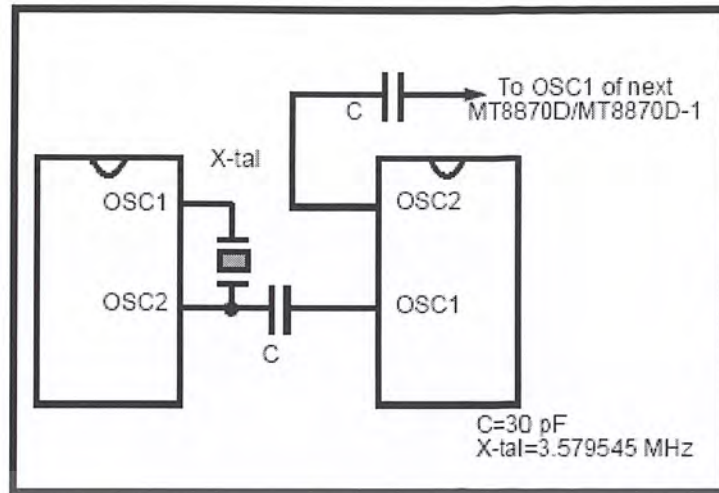 To OSC1 of next
MT8870D/MT8870D-1
C
X-tal
OSC1
OSC2
OSC2
OSC1
C
C=30 pF
X-tal=3.579545 MHz